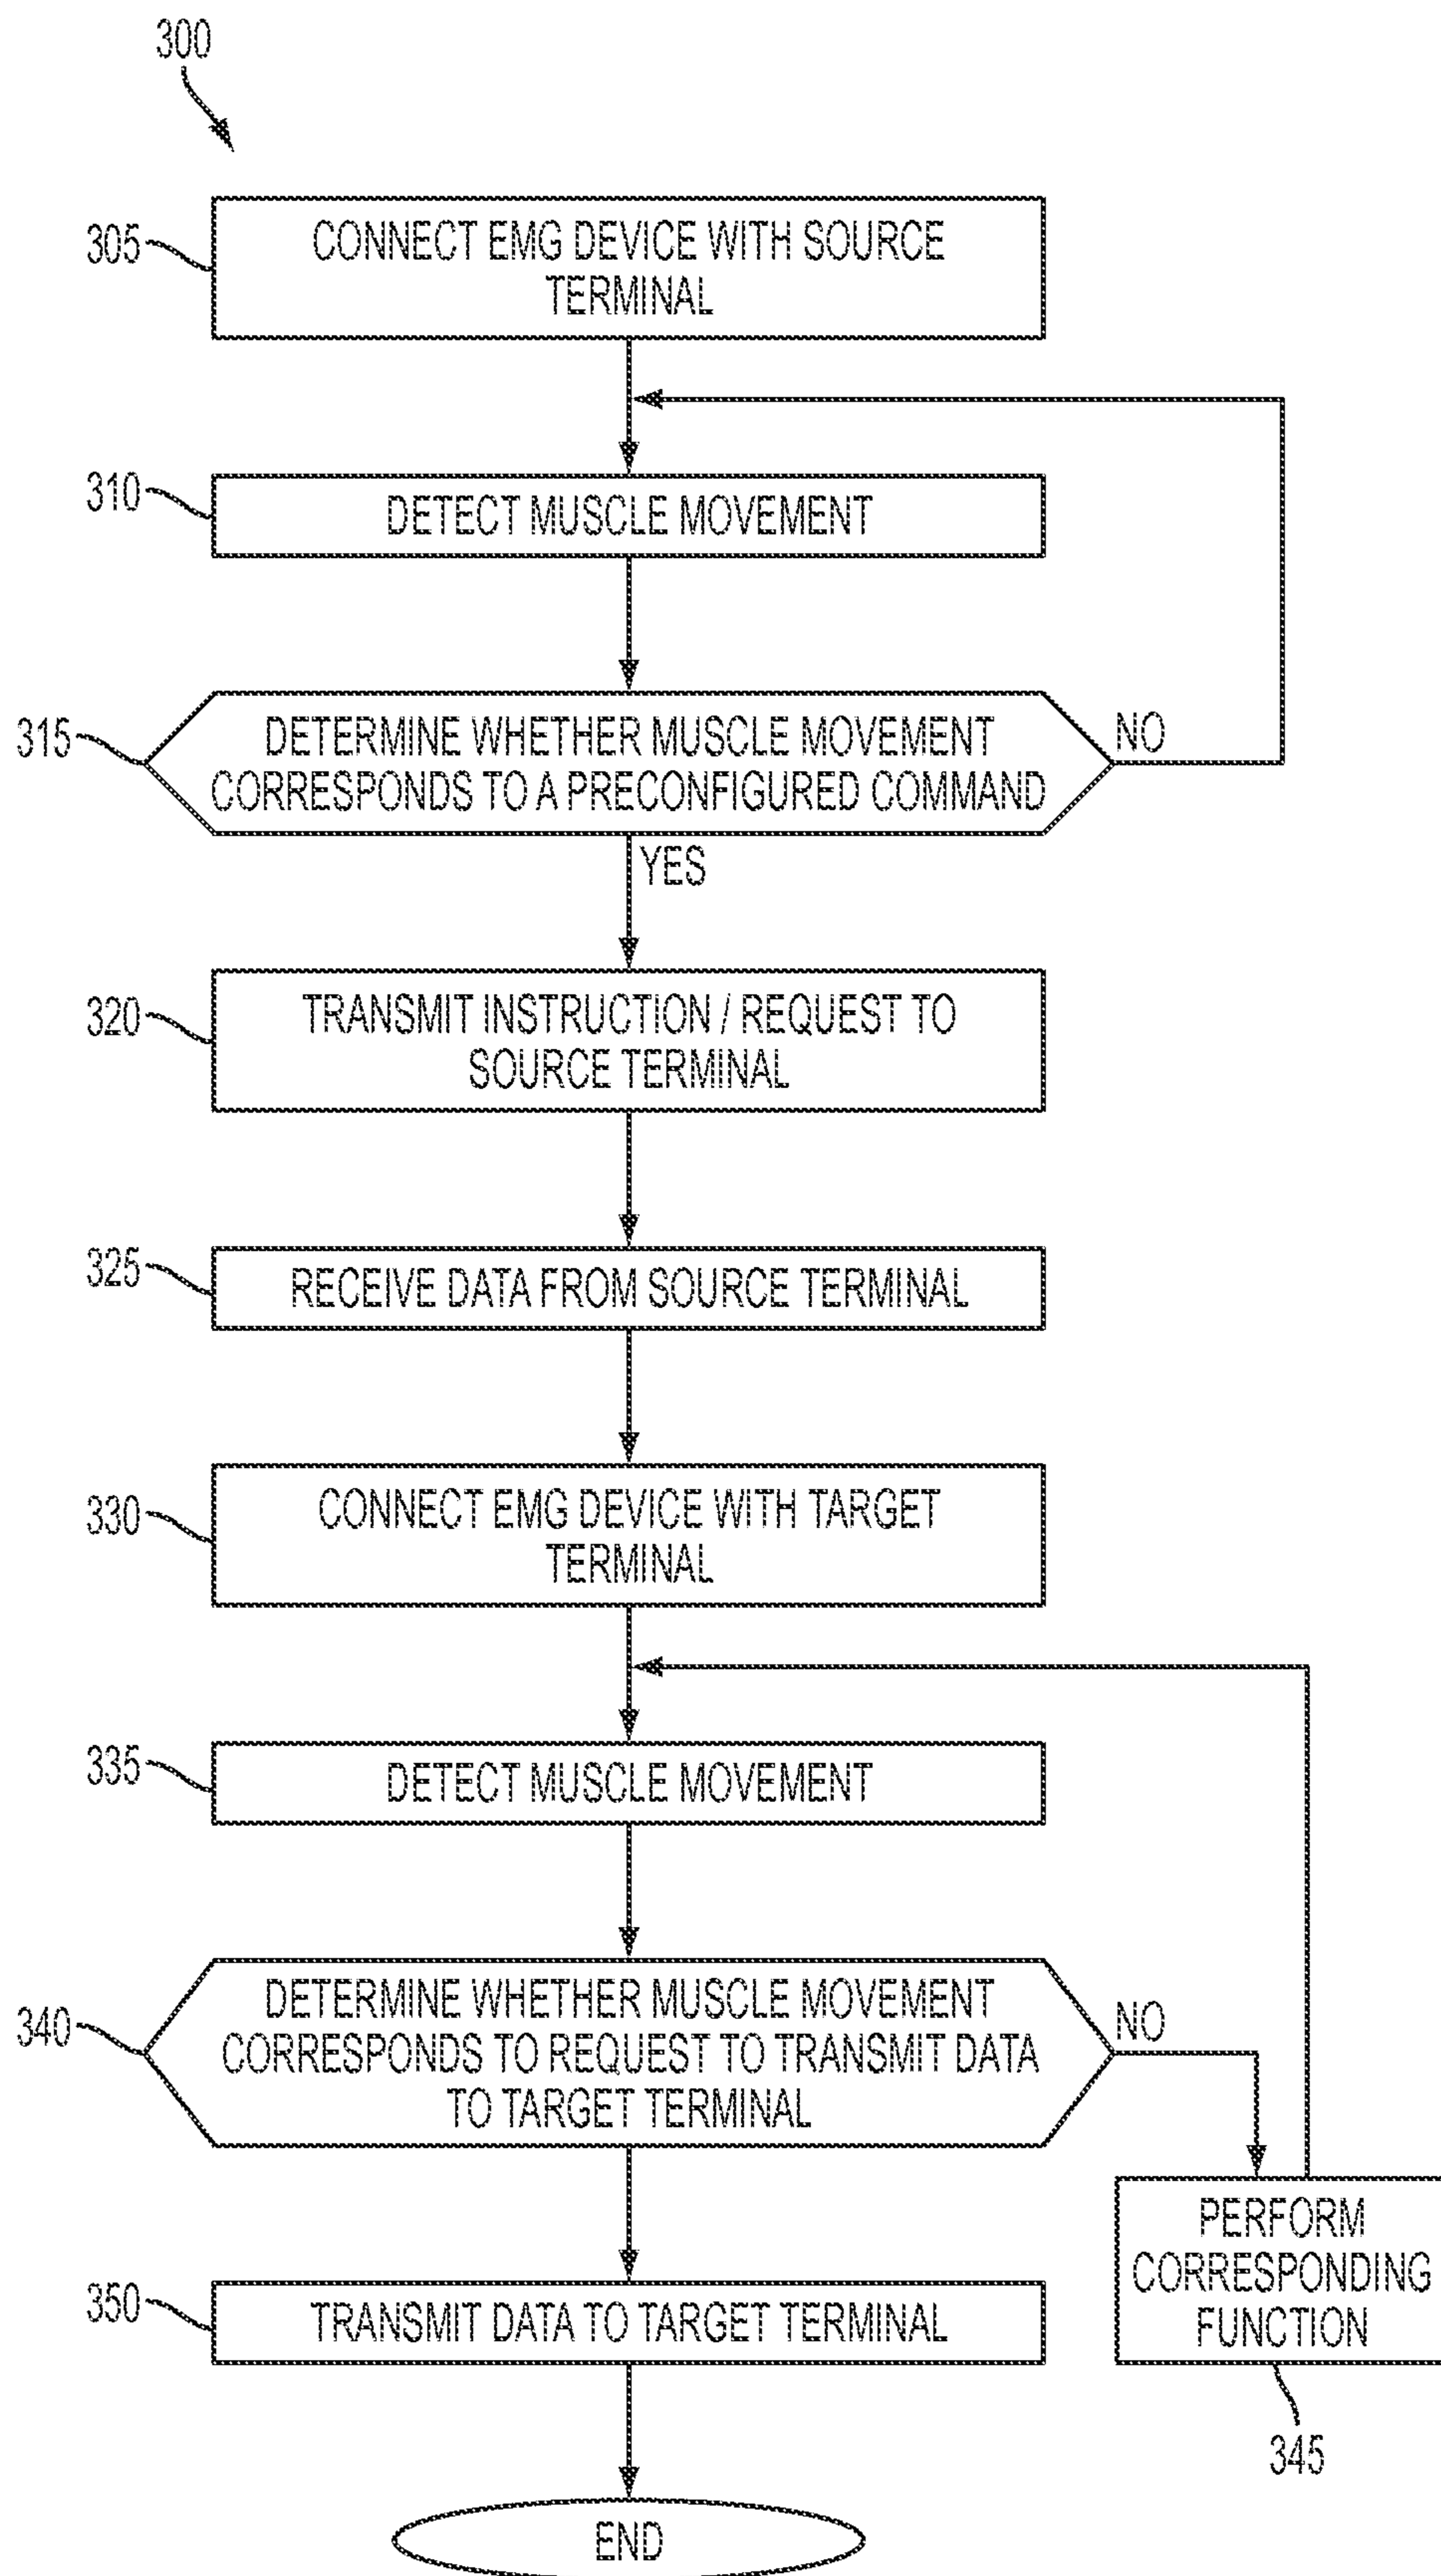 300
305
CONNECT EMG DEVICE WITH SOURCE
TERMINAL
310
DETECT MUSCLE MOVEMENT
315
DETERMINE WHETHER MUSCLE MOVEMENT
CORRESPONDS TO A PRECONFIGURED COMMAND
NO
YES
320
TRANSMIT INSTRUCTION / REQUEST TO
SOURCE TERMINAL
325
RECEIVE DATA FROM SOURCE TERMINAL
330
CONNECT EMG DEVICE WITH TARGET
TERMINAL
335
DETECT MUSCLE MOVEMENT
340
DETERMINE WHETHER MUSCLE MOVEMENT
CORRESPONDS TO REQUEST TO TRANSMIT DATA
TO TARGET TERMINAL
NO
PERFORM
CORRESPONDING
FUNCTION
345
350
TRANSMIT DATA TO TARGET TERMINAL
END